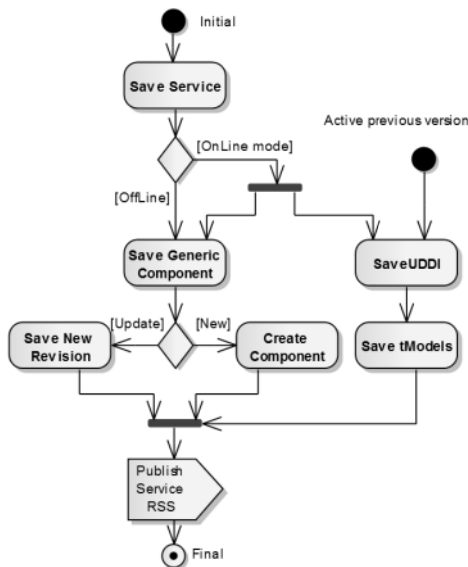 Initial
Save Service
Active previous version
[OnLine mode]
[OffLine]
Save Generic
Component
SaveUDDI
[Update]
[New]
Save New
Revision
Create
Component
Save tModels
Publish
Service
RSS
Final